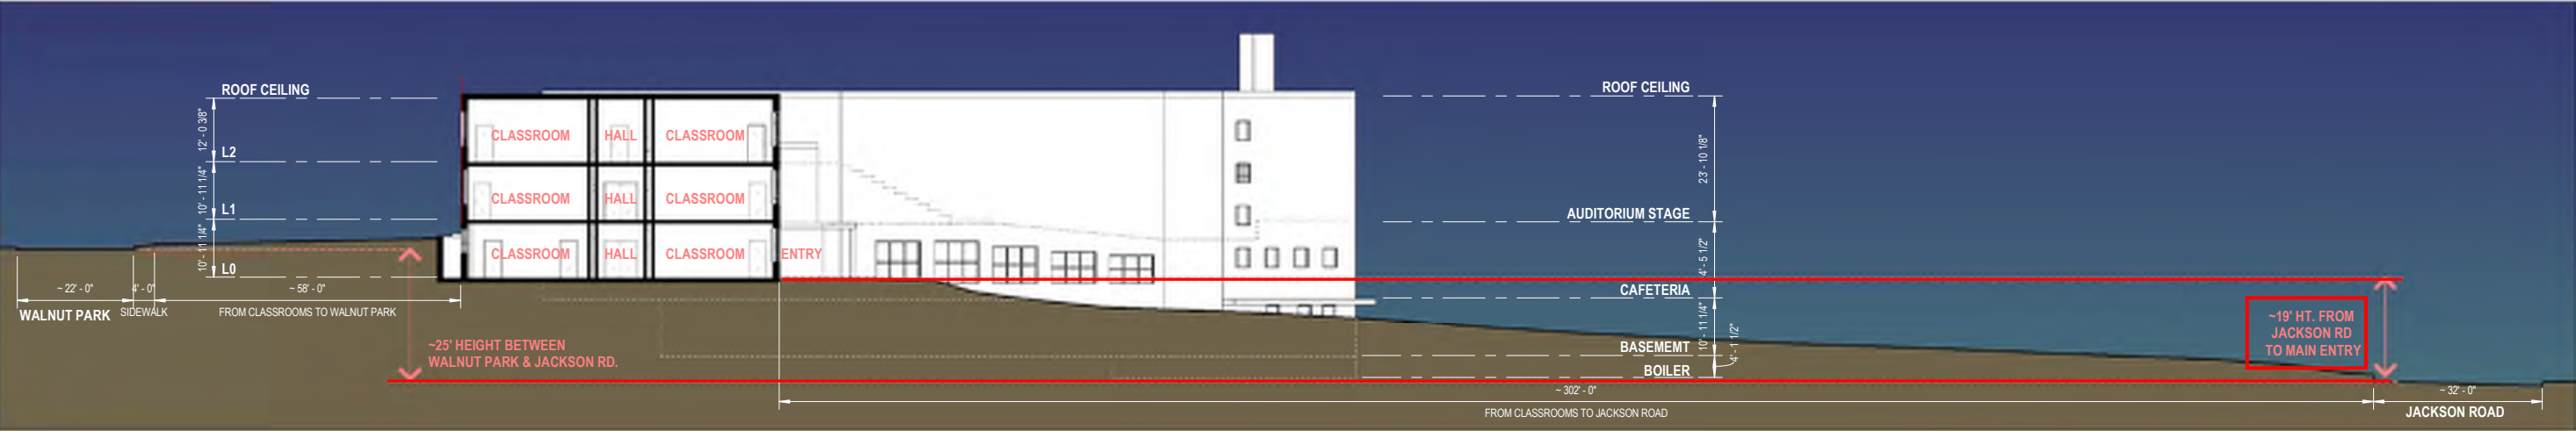 ROOF CEILING
12' - 0 3/8"
L2
10' - 11 1/4"
L1
10' - 11 1/4"
L0
~ 22' - 0"
4' - 0"
~ 58' - 0"
WALNUT PARK
SIDEWALK
FROM CLASSROOMS TO WALNUT PARK
~25' HEIGHT BETWEEN
WALNUT PARK & JACKSON RD.
CLASSROOM HALL CLASSROOM
CLASSROOM HALL CLASSROOM
CLASSROOM HALL CLASSROOM ENTRY
ROOF CEILING
23' - 10 1/8"
AUDITORIUM STAGE
4' - 5 1/2"
CAFETERIA
10' - 11 1/4"
BASEMEMT
4' - 1 1/2"
BOILER
~ 302' - 0"
FROM CLASSROOMS TO JACKSON ROAD
~19' HT. FROM
JACKSON RD
TO MAIN ENTRY
~ 32' - 0"
JACKSON ROAD